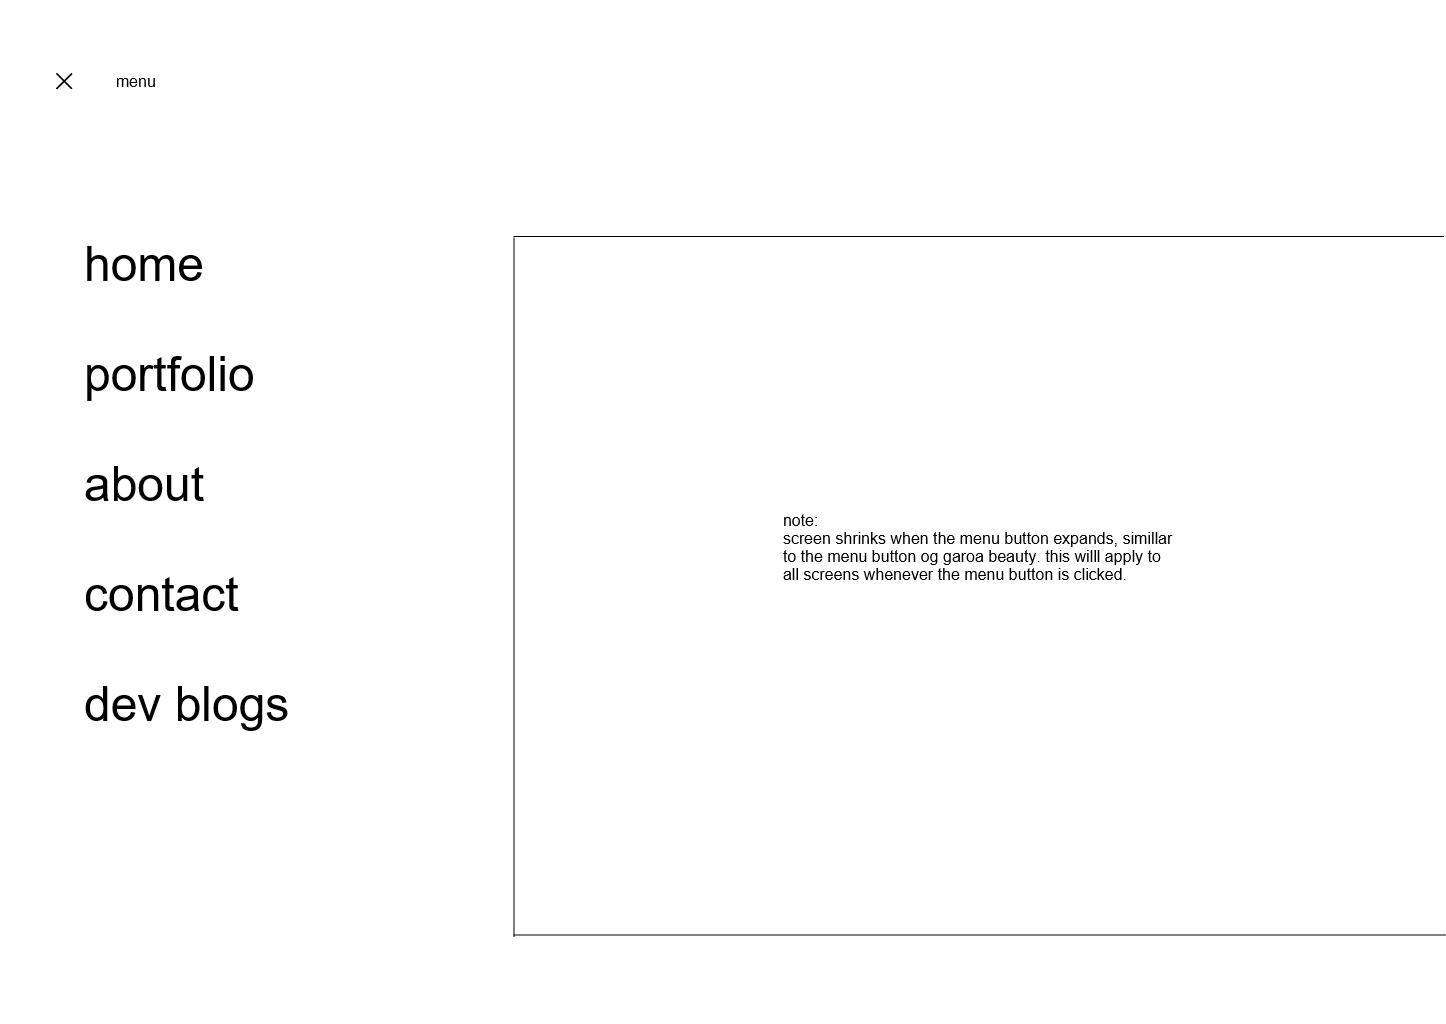 menu
home
portfolio
about
contact
dev blogs
note:
screen shrinks when the menu button expands, simillar
to the menu button og garoa beauty. this willl apply to
all screens whenever the menu button is clicked.